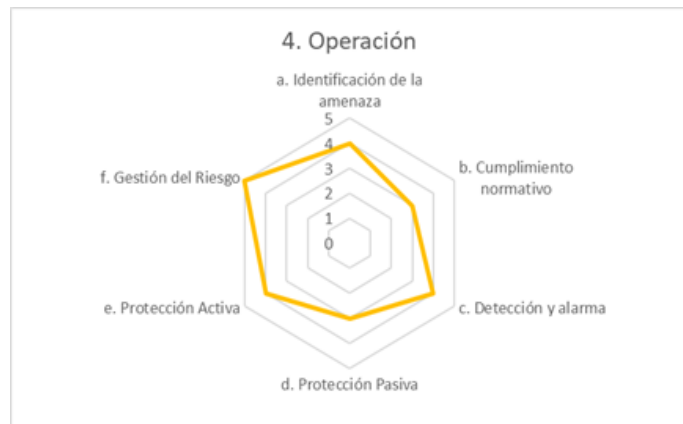 4. Operación
a. Identificación de la
amenaza
5
4
3
2
1
0
b. Cumplimiento
normativo
c. Detección y alarma
d. Protección Pasiva
e. Protección Activa
f. Gestión del Riesgo